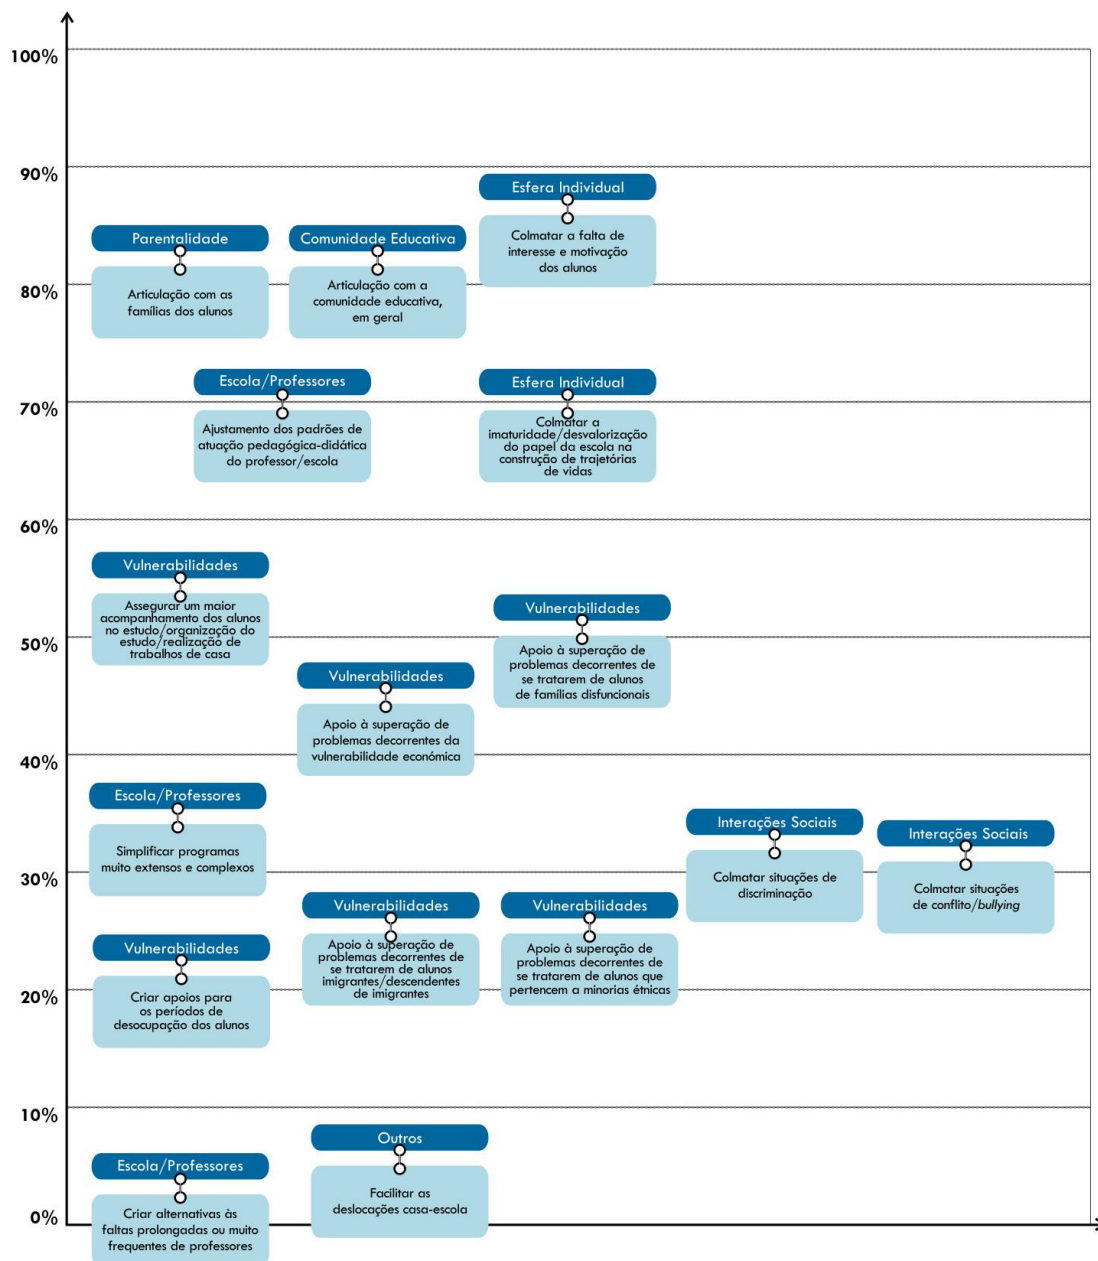 100%
90%
Esfera Individual
Colmatar a falta de
interesse e motivação
dos alunos
Parentalidade
Articulação com as
famílias dos alunos
Comunidade Educativa
Articulação com a
comunidade educativa,
em geral
80%
Escola/Professores
Ajustamento dos padrões de
atuação pedagógica-didática
do professor/escola
Esfera Individual
Colmatar a
imaturidade/desvalorização
do papel da escola na
construção de trajetórias
de vidas
70%
60%
Vulnerabilidades
Assegurar um maior
acompanhamento dos alunos
no estudo/organização do
estudo/realização de
trabalhos de casa
Vulnerabilidades
Apoio à superação de
problemas decorrentes de
se tratarem de alunos
de famílias disfuncionais
50%
Vulnerabilidades
Apoio à superação de
problemas decorrentes da
vulnerabilidade económica
40%
Escola/Professores
Simplificar programas
muito extensos e complexos
Interações Sociais
Colmatar situações de
discriminação
Interações Sociais
Colmatar situações
de conflito/bullying
30%
Vulnerabilidades
Apoio à superação de
problemas decorrentes de
se tratarem de alunos
imigrantes/descendentes
de imigrantes
Vulnerabilidades
Apoio à superação de
problemas decorrentes de
se tratarem de alunos que
pertencem a minorias étnicas
Vulnerabilidades
Criar apoios para
os períodos de
desocupação dos alunos
20%
10%
Outros
Facilitar as
deslocações casa-escola
Escola/Professores
Criar alternativas às
faltas prolongadas ou muito
frequentes de professores
0%